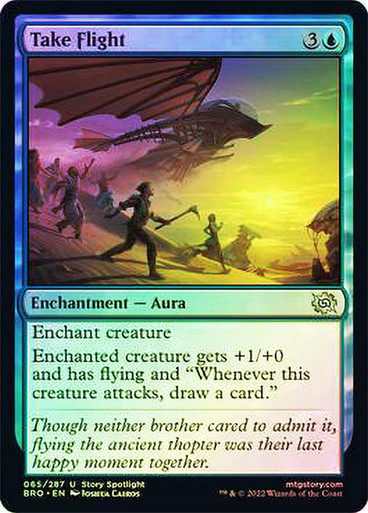 Take Flight 3
Enchantment — Aura
Enchant creature
Enchanted creature gets +1/+0
and has flying and “Whenever this
creature attacks, draw a card.”
Though neither brother cared to admit it,
flying the ancient thopter was their last
happy moment together.
065/287 U Story Spotlight mtgstory.com
BRO • EN Joshua Cairos ™ & © 2022 Wizards of the Coast